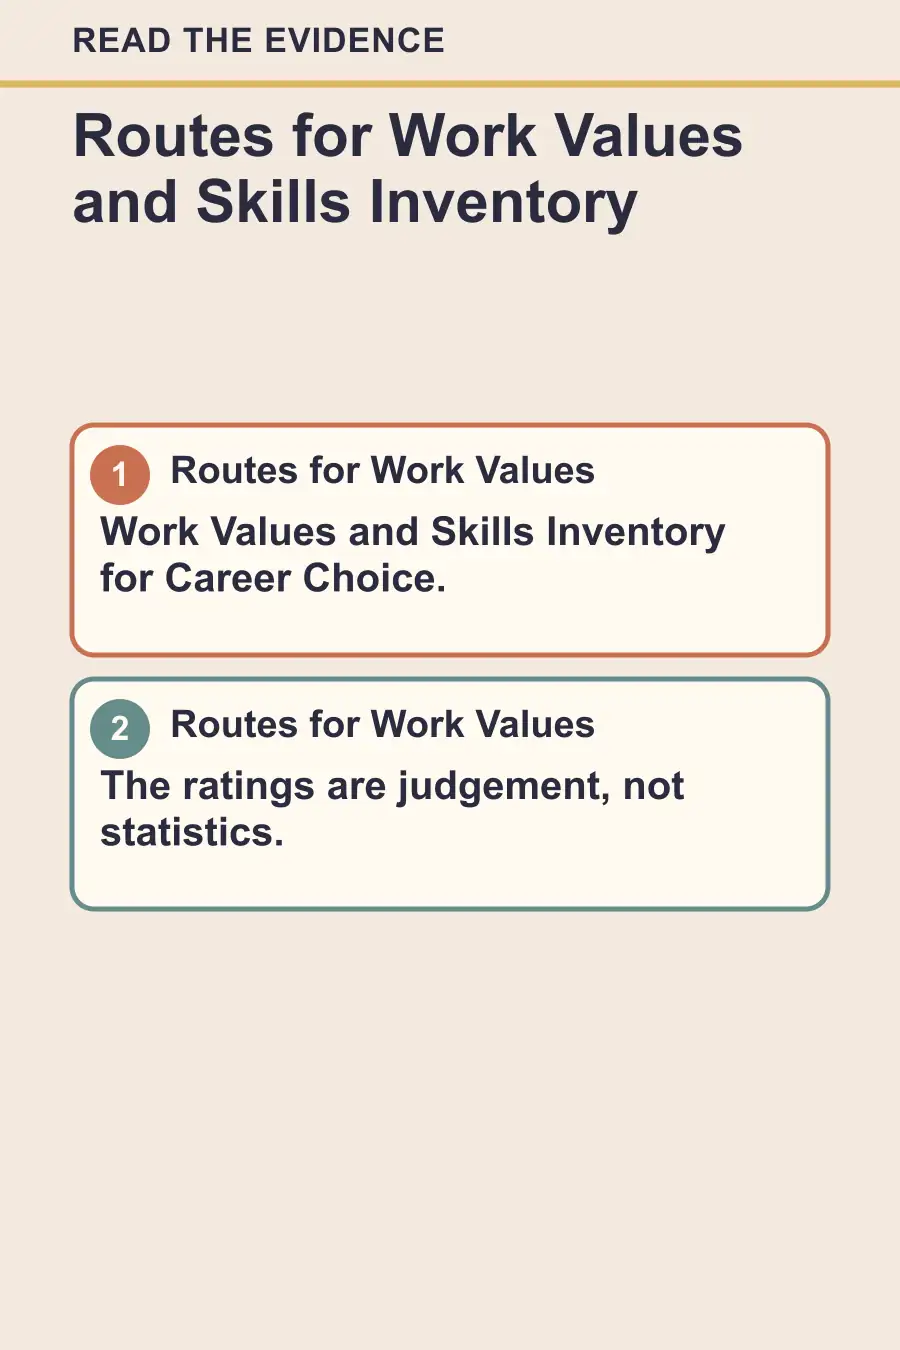 READ THE EVIDENCE
Routes for Work Values
and Skills Inventory
1
Routes for Work Values
Work Values and Skills Inventory
for Career Choice.
2
Routes for Work Values
The ratings are judgement, not
statistics.